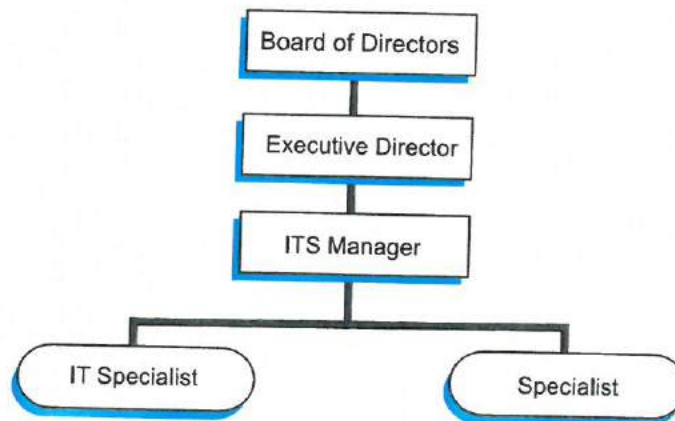 Board of Directors
Executive Director
ITS Manager
IT Specialist
Specialist